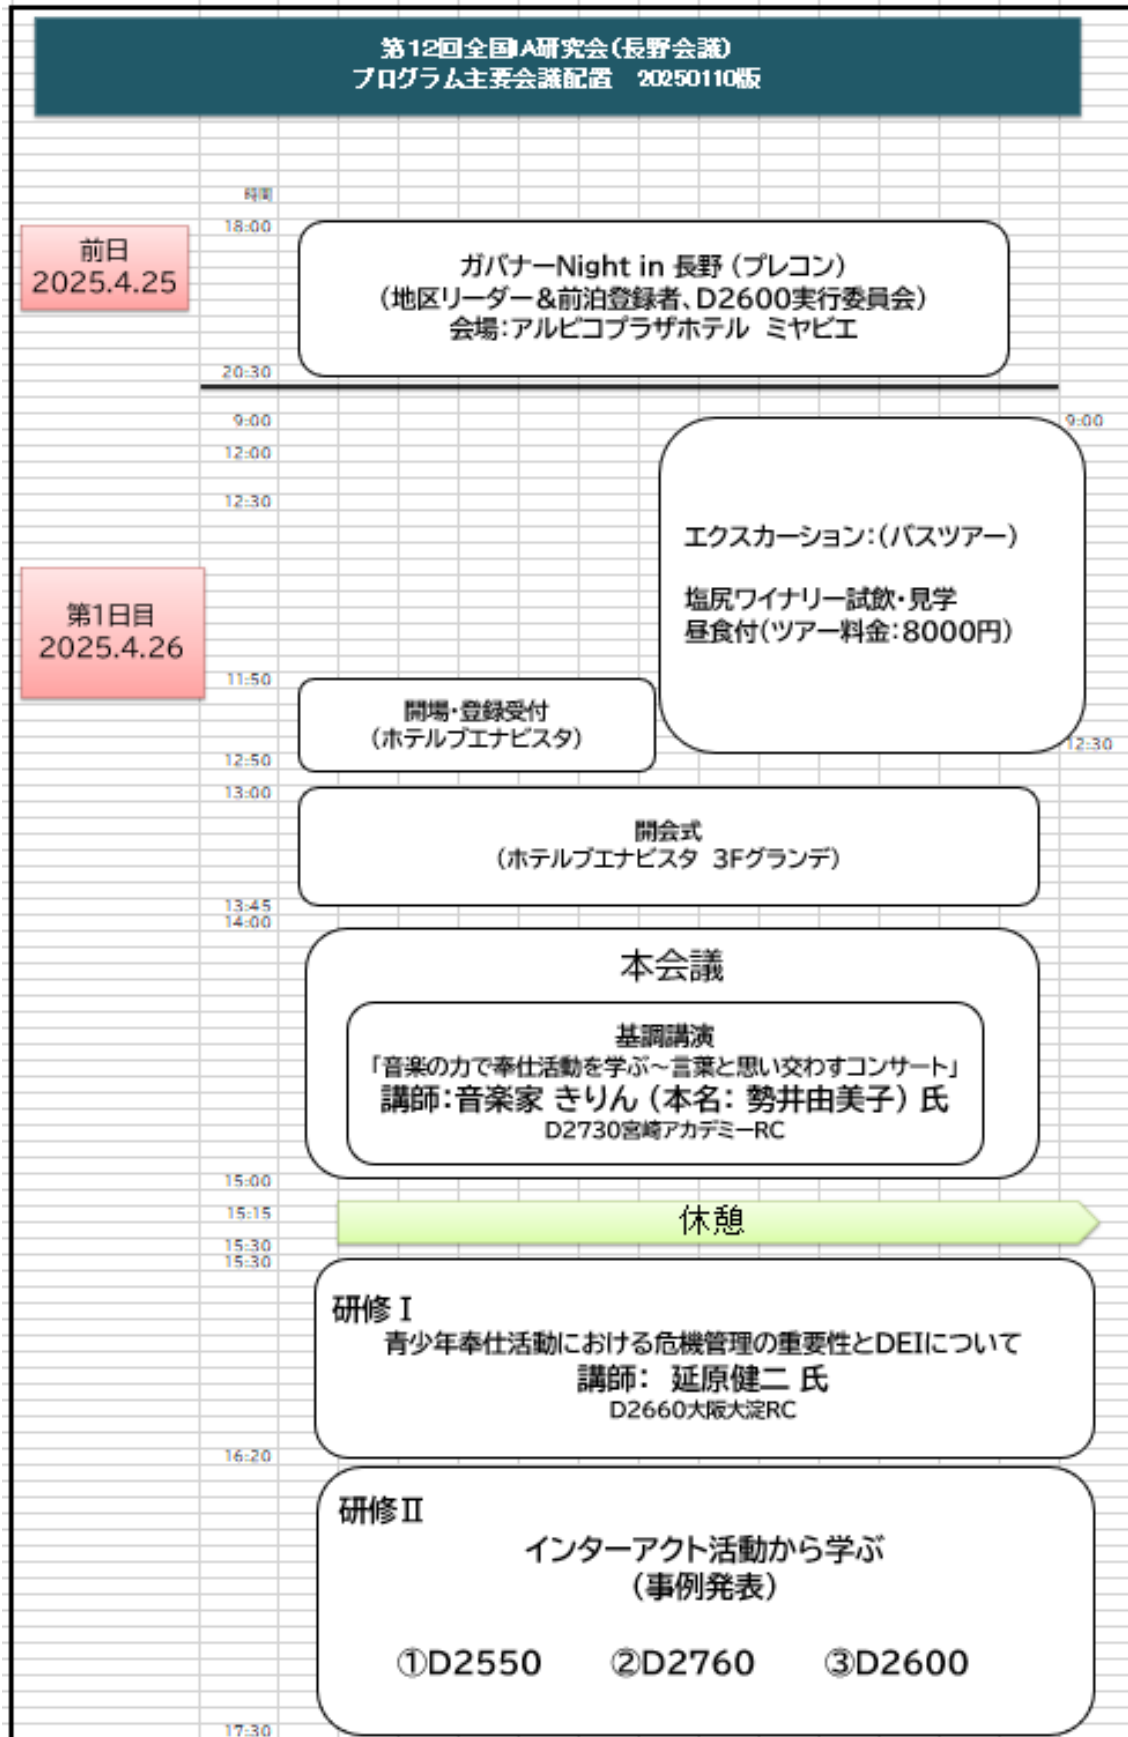 第12回全国IA研究会(長野会議)
プログラム主要会議配置　20250110版
時間
18:00
前日
2025.4.25
ガバナーNight in 長野 (プレコン)
(地区リーダー&前泊登録者、D2600実行委員会)
会場：アルピコプラザホテル ミヤビエ
20:30
9:00
9:00
12:00
12:30
エクスカーション:(バスツアー)
塩尻ワイナリー試飲・見学
昼食付(ツアー料金：8000円)
第1日目
2025.4.26
11:50
開場・登録受付
(ホテルブエナビスタ)
12:30
12:50
13:00
開会式
(ホテルブエナビスタ 3Fグランデ)
13:45
14:00
本会議
基調講演
「音楽の力で奉仕活動を学ぶ～言葉と思い交わすコンサート」
講師：音楽家 きりん (本名：勢井由美子) 氏
D2730宮崎アカデミーRC
15:00
15:15
休憩
15:30
15:30
研修Ⅰ
青少年奉仕活動における危機管理の重要性とDEIについて
講師： 延原健二 氏
D2660大阪大淀RC
16:20
研修Ⅱ
インターアクト活動から学ぶ
(事例発表)
①D2550 ②D2760 ③D2600
17:30